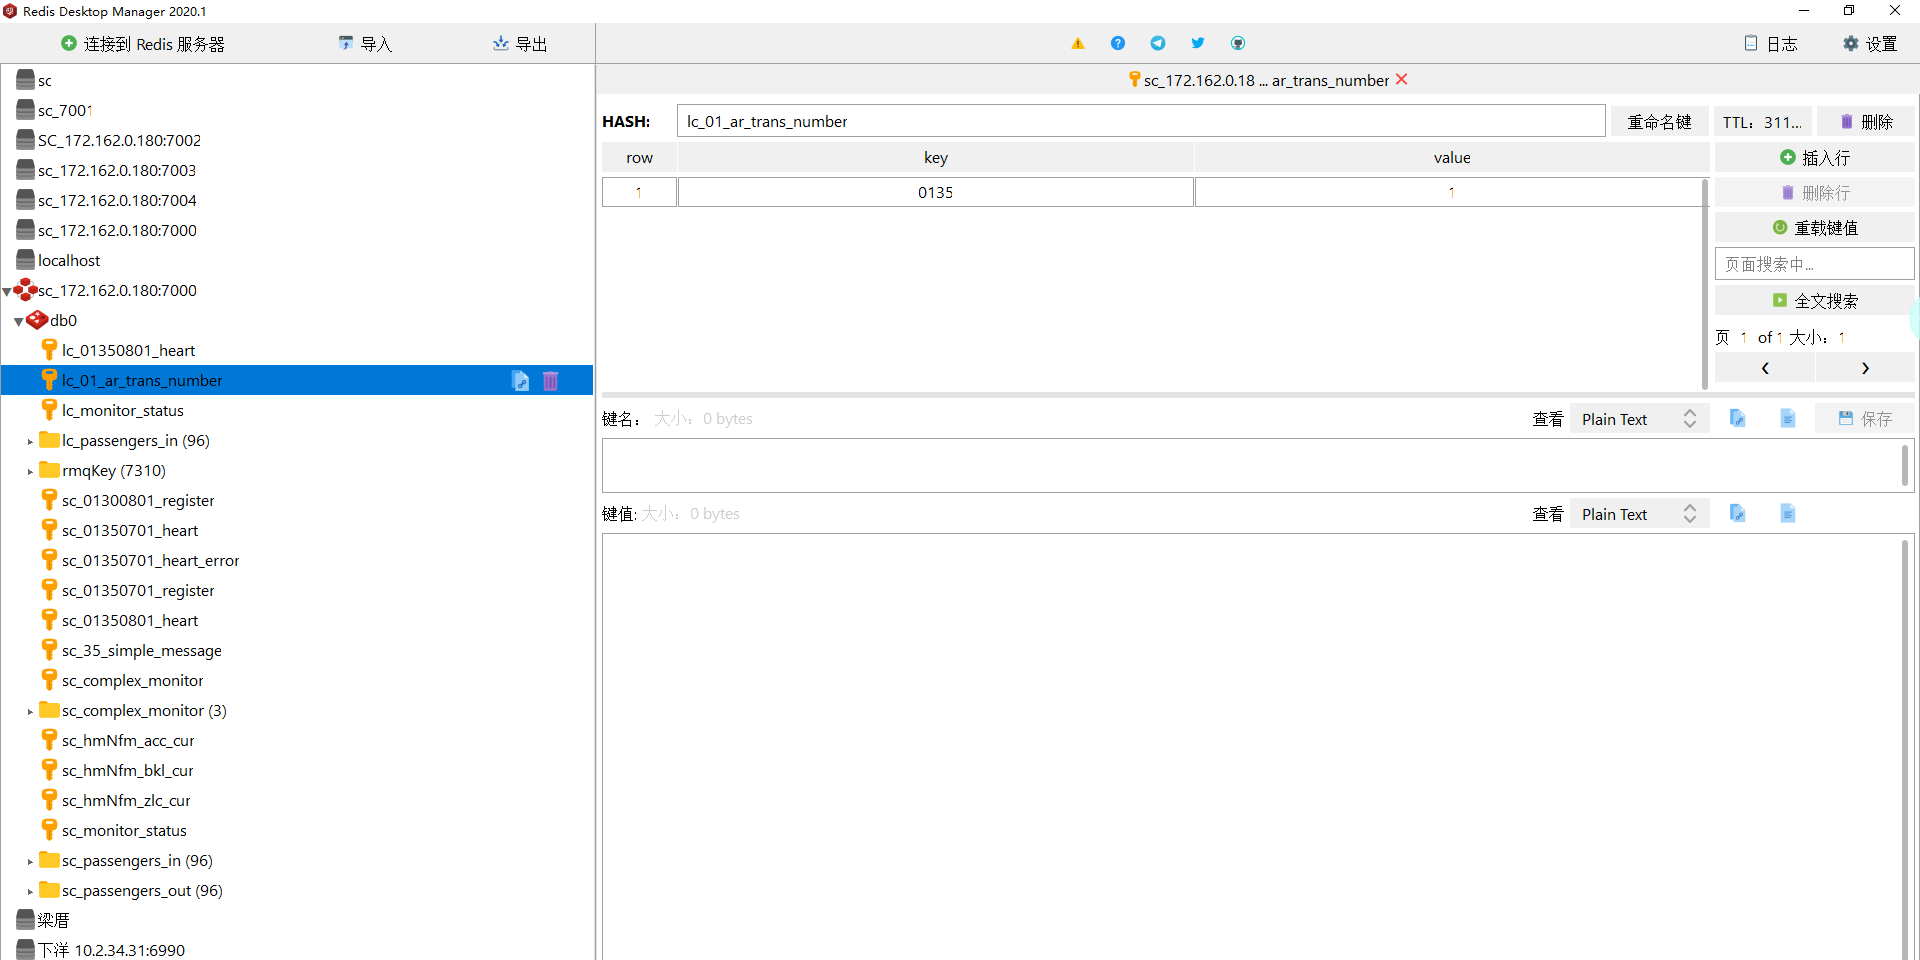 Redis Desktop Manager 2020.1
连接到 Redis 服务器
导入
导出
日志
设置
sc
sc_7001
SC_172.162.0.180:7002
sc_172.162.0.180:7003
sc_172.162.0.180:7004
sc_172.162.0.180:7000
localhost
sc_172.162.0.180:7000
db0
lc_01350801_heart
lc_01_ar_trans_number
lc_monitor_status
lc_passengers_in (96)
rmqKey (7310)
sc_01300801_register
sc_01350701_heart
sc_01350701_heart_error
sc_01350701_register
sc_01350801_heart
sc_35_simple_message
sc_complex_monitor
sc_complex_monitor (3)
sc_hmNfm_acc_cur
sc_hmNfm_bkl_cur
sc_hmNfm_zlc_cur
sc_monitor_status
sc_passengers_in (96)
sc_passengers_out (96)
梁厝
下洋 10.2.34.31:6990
sc_172.162.0.18 ... ar_trans_number
HASH:
lc_01_ar_trans_number
重命名键
TTL：311...
删除
row
key
value
1
0135
1
插入行
删除行
重载键值
页面搜索中...
全文搜索
页 1 of 1 大小：1
键名： 大小：0 bytes
查看 Plain Text
保存
键值: 大小：0 bytes
查看 Plain Text